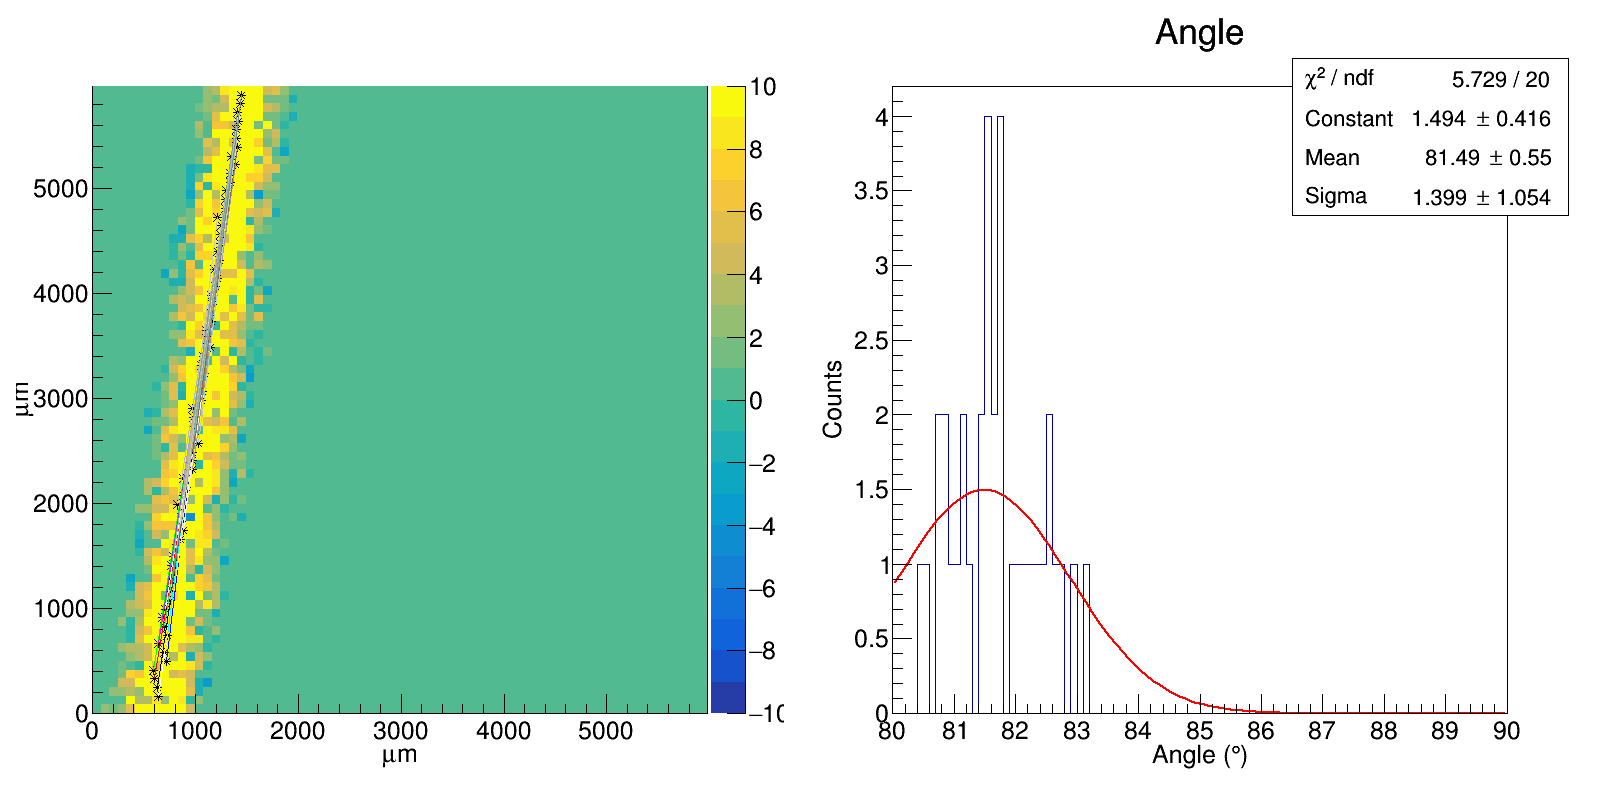 Angle
χ² / ndf 5.729 / 20
Constant 1.494 ± 0.416
Mean 81.49 ± 0.55
Sigma 1.399 ± 1.054
10
8
6
4
2
0
−2
−4
−6
−8
−10
5000
4000
3000
2000
1000
0
μm
0 1000 2000 3000 4000 5000
μm
4
3.5
3
2.5
2
1.5
1
0.5
0
Counts
80 81 82 83 84 85 86 87 88 89 90
Angle (°)